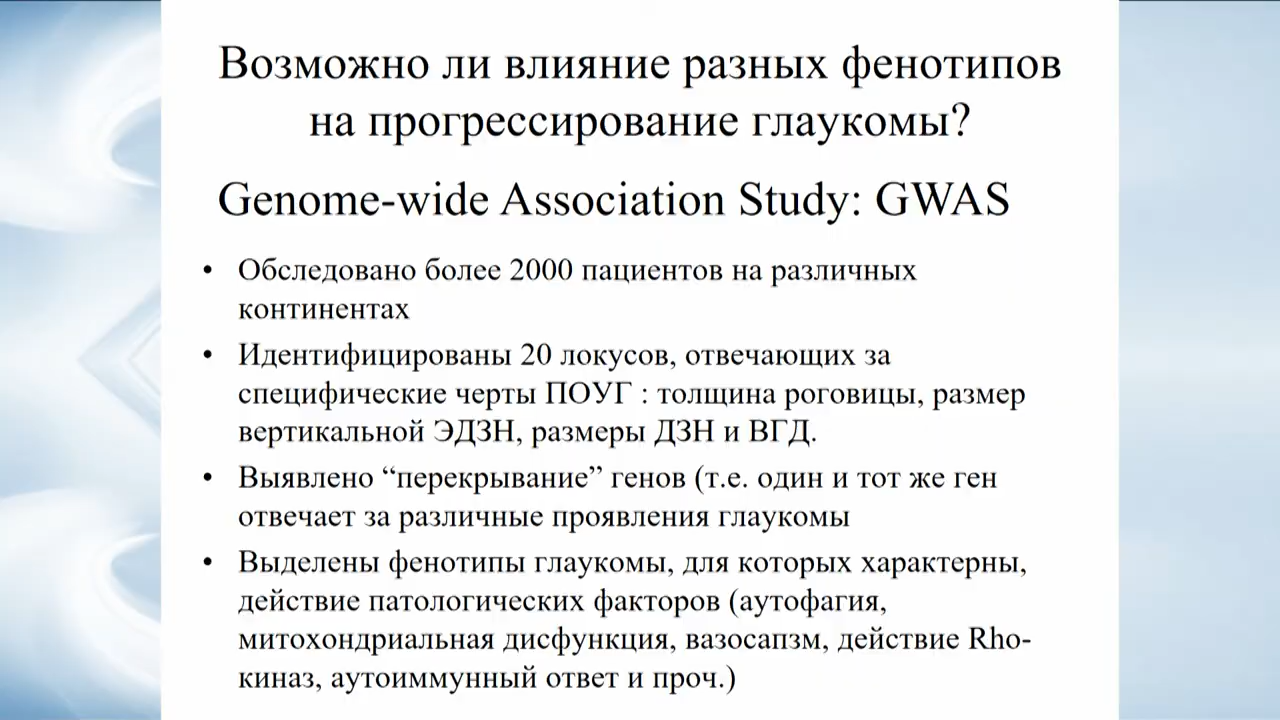 Возможно ли влияние разных фенотипов
на прогрессирование глаукомы?
Genome-wide Association Study: GWAS
• Обследовано более 2000 пациентов на различных
континентах
• Идентифицированы 20 локусов, отвечающих за
специфические черты ПОУГ : толщина роговицы, размер
вертикальной ЭДЗН, размеры ДЗН и ВГД.
• Выявлено “перекрывание” генов (т.е. один и тот же ген
отвечает за различные проявления глаукомы
• Выделены фенотипы глаукомы, для которых характерны,
действие патологических факторов (аутофагия,
митохондриальная дисфункция, вазосапзм, действие Rho-
киназ, аутоиммунный ответ и проч.)